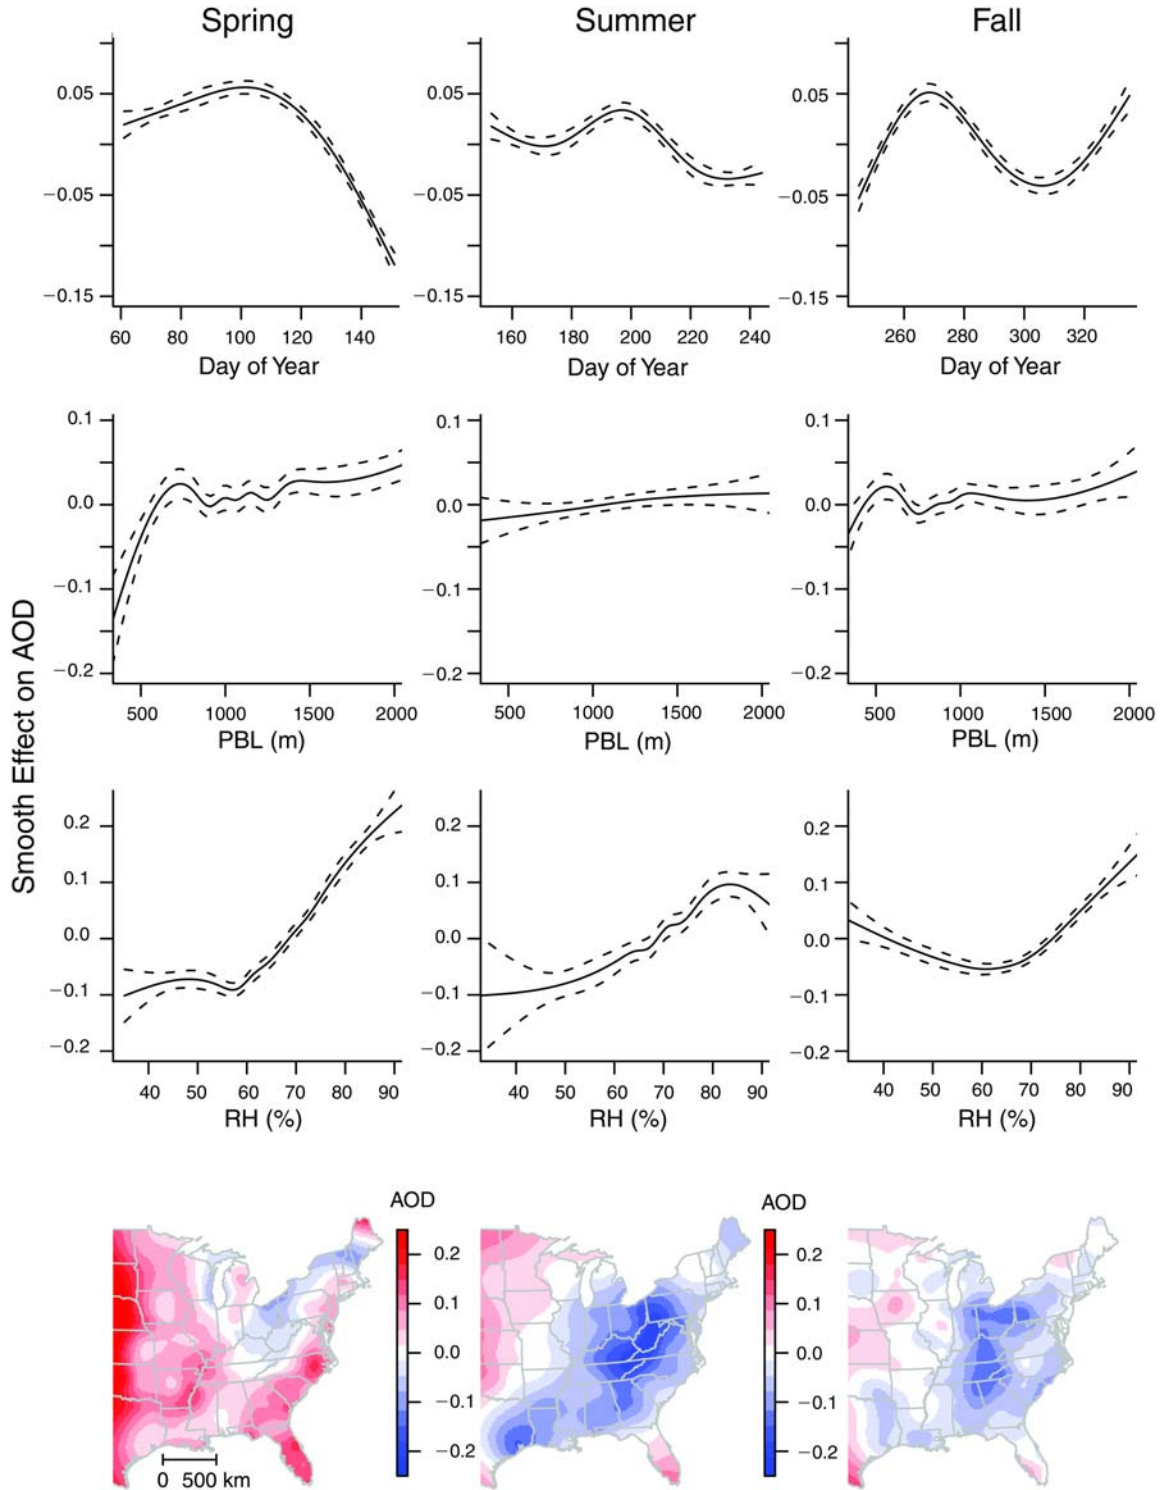 Spring Summer Fall
0.05 0.05 0.05
−0.05 −0.05 −0.05
−0.15 −0.15 −0.15
60 80 100 120 140 160 180 200 220 240 260 280 300 320
Day of Year Day of Year Day of Year
0.1 0.1 0.1
0.0 0.0 0.0
−0.1 −0.1 −0.1
−0.2 −0.2 −0.2
500 1000 1500 2000 500 1000 1500 2000 500 1000 1500 2000
PBL (m) PBL (m) PBL (m)
Smooth Effect on AOD
0.2 0.2 0.2
0.1 0.1 0.1
0.0 0.0 0.0
−0.1 −0.1 −0.1
−0.2 −0.2 −0.2
40 50 60 70 80 90 40 50 60 70 80 90 40 50 60 70 80 90
RH (%) RH (%) RH (%)
AOD AOD
0.2 0.2
0.1 0.1
0.0 0.0
−0.1 −0.1
−0.2 −0.2
0 500 km